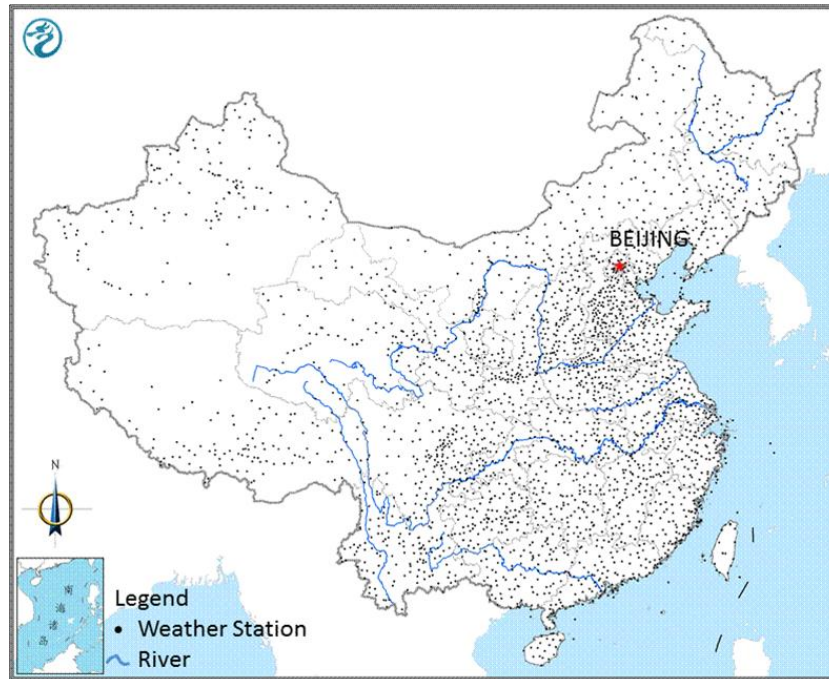 BEIJING
N
南
海
诸
岛
Legend
Weather Station
River